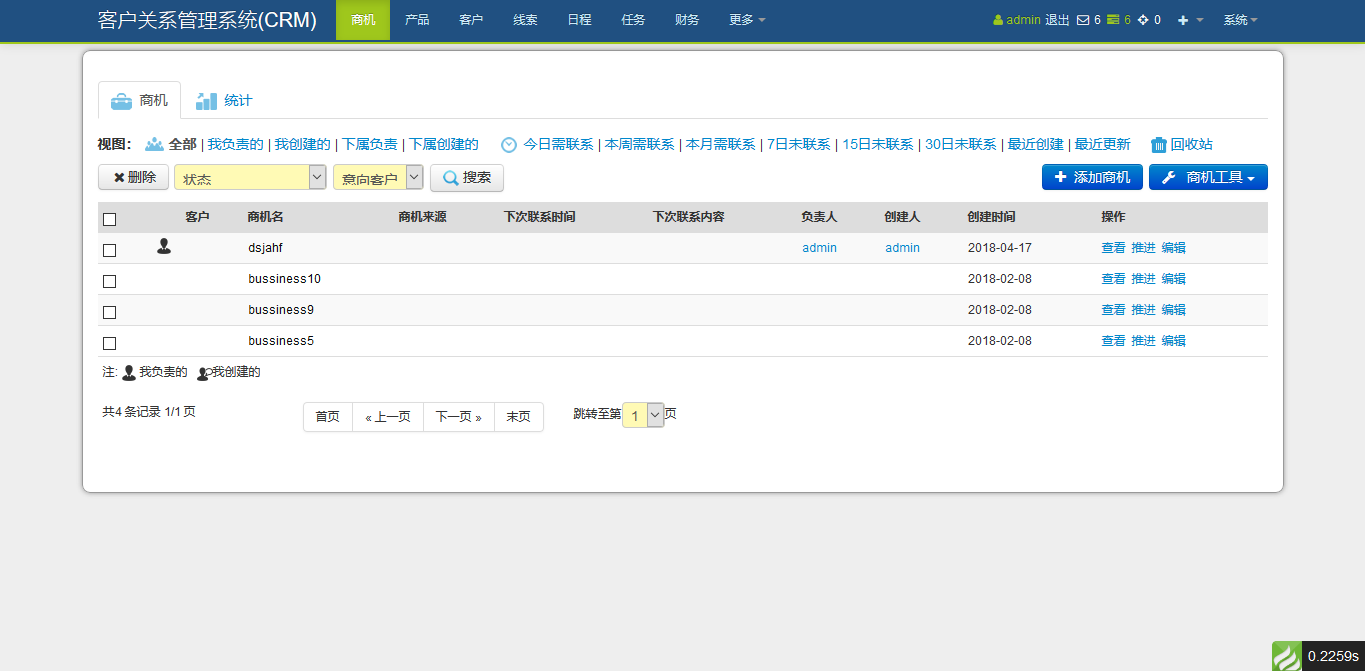 客户关系管理系统(CRM) 商机 产品 客户 线索 日程 任务 财务 更多 admin 退出 6 6 0 系统
商机 统计
视图： 全部 | 我负责的 | 我创建的 | 下属负责 | 下属创建的 今日需联系 | 本周需联系 | 本月需联系 | 7日未联系 | 15日未联系 | 30日未联系 | 最近创建 | 最近更新 回收站
删除 状态 意向客户 搜索 添加商机 商机工具
客户 商机名 商机来源 下次联系时间 下次联系内容 负责人 创建人 创建时间 操作
dsjahf admin admin 2018-04-17 查看 推进 编辑
bussiness10 2018-02-08 查看 推进 编辑
bussiness9 2018-02-08 查看 推进 编辑
bussiness5 2018-02-08 查看 推进 编辑
注: 我负责的 我创建的
共4 条记录 1/1 页 首页 « 上一页 下一页 » 末页 跳转至第 1 页
0.2259s